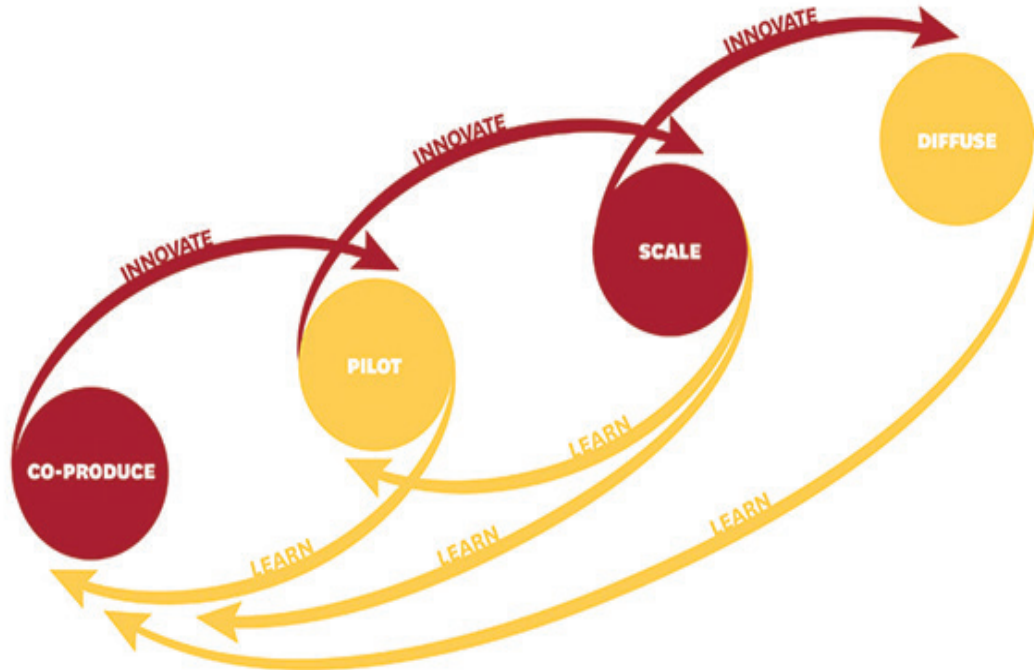 INNOVATE
DIFFUSE
INNOVATE
SCALE
INNOVATE
PILOT
LEARN
CO-PRODUCE
LEARN
LEARN
LEARN